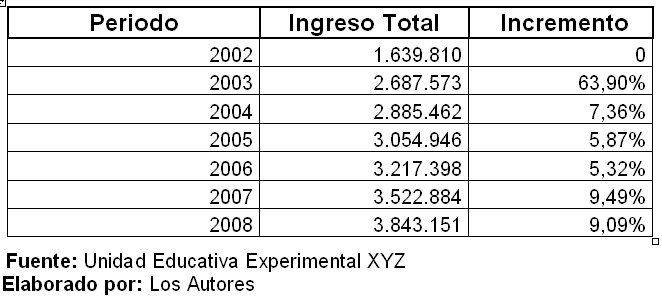 Periodo Ingreso Total Incremento
2002 1.639.810 0
2003 2.687.573 63,90%
2004 2.885.462 7,36%
2005 3.054.946 5,87%
2006 3.217.398 5,32%
2007 3.522.884 9,49%
2008 3.843.151 9,09%
Fuente: Unidad Educativa Experimental XYZ
Elaborado por: Los Autores